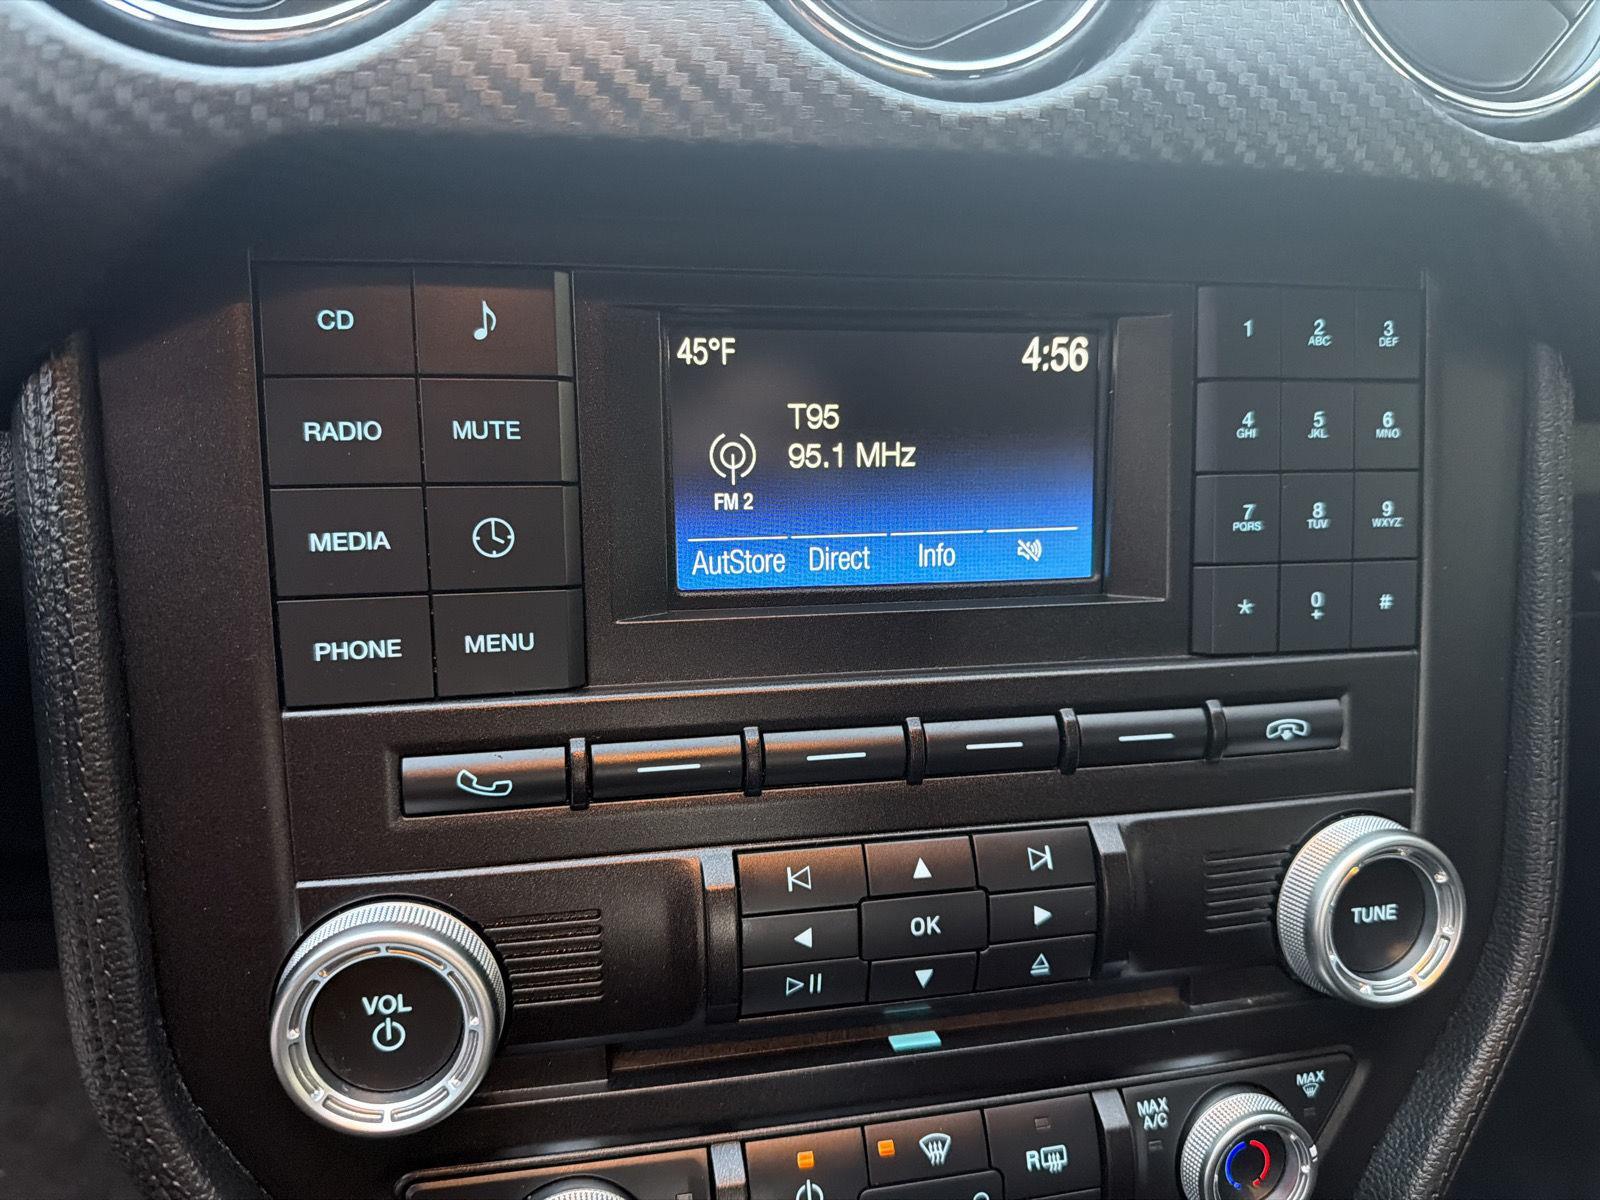 45°F
4:56
T95
95.1 MHz
FM 2
AutStore Direct Info
CD
RADIO MUTE
MEDIA
PHONE MENU
1 2 3
ABC DEF
4 5 6
GHI JKL MNO
7 8 9
PQRS TUV WXYZ
* 0 #
+
OK
VOL
TUNE
MAX
A/C
MAX
R